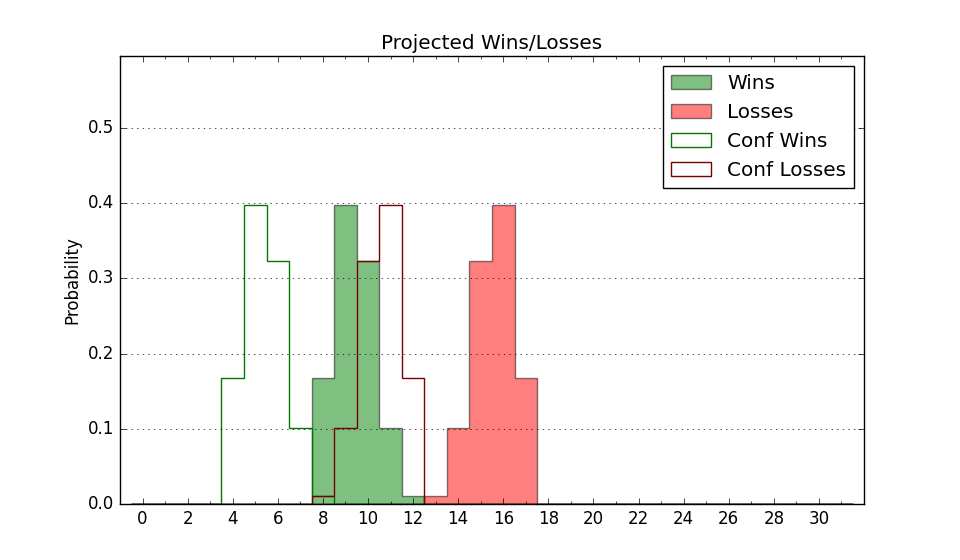 Projected Wins/Losses
Wins
Losses
Conf Wins
Conf Losses
Probability
0.5
0.4
0.3
0.2
0.1
0.0
0 2 4 6 8 10 12 14 16 18 20 22 24 26 28 30